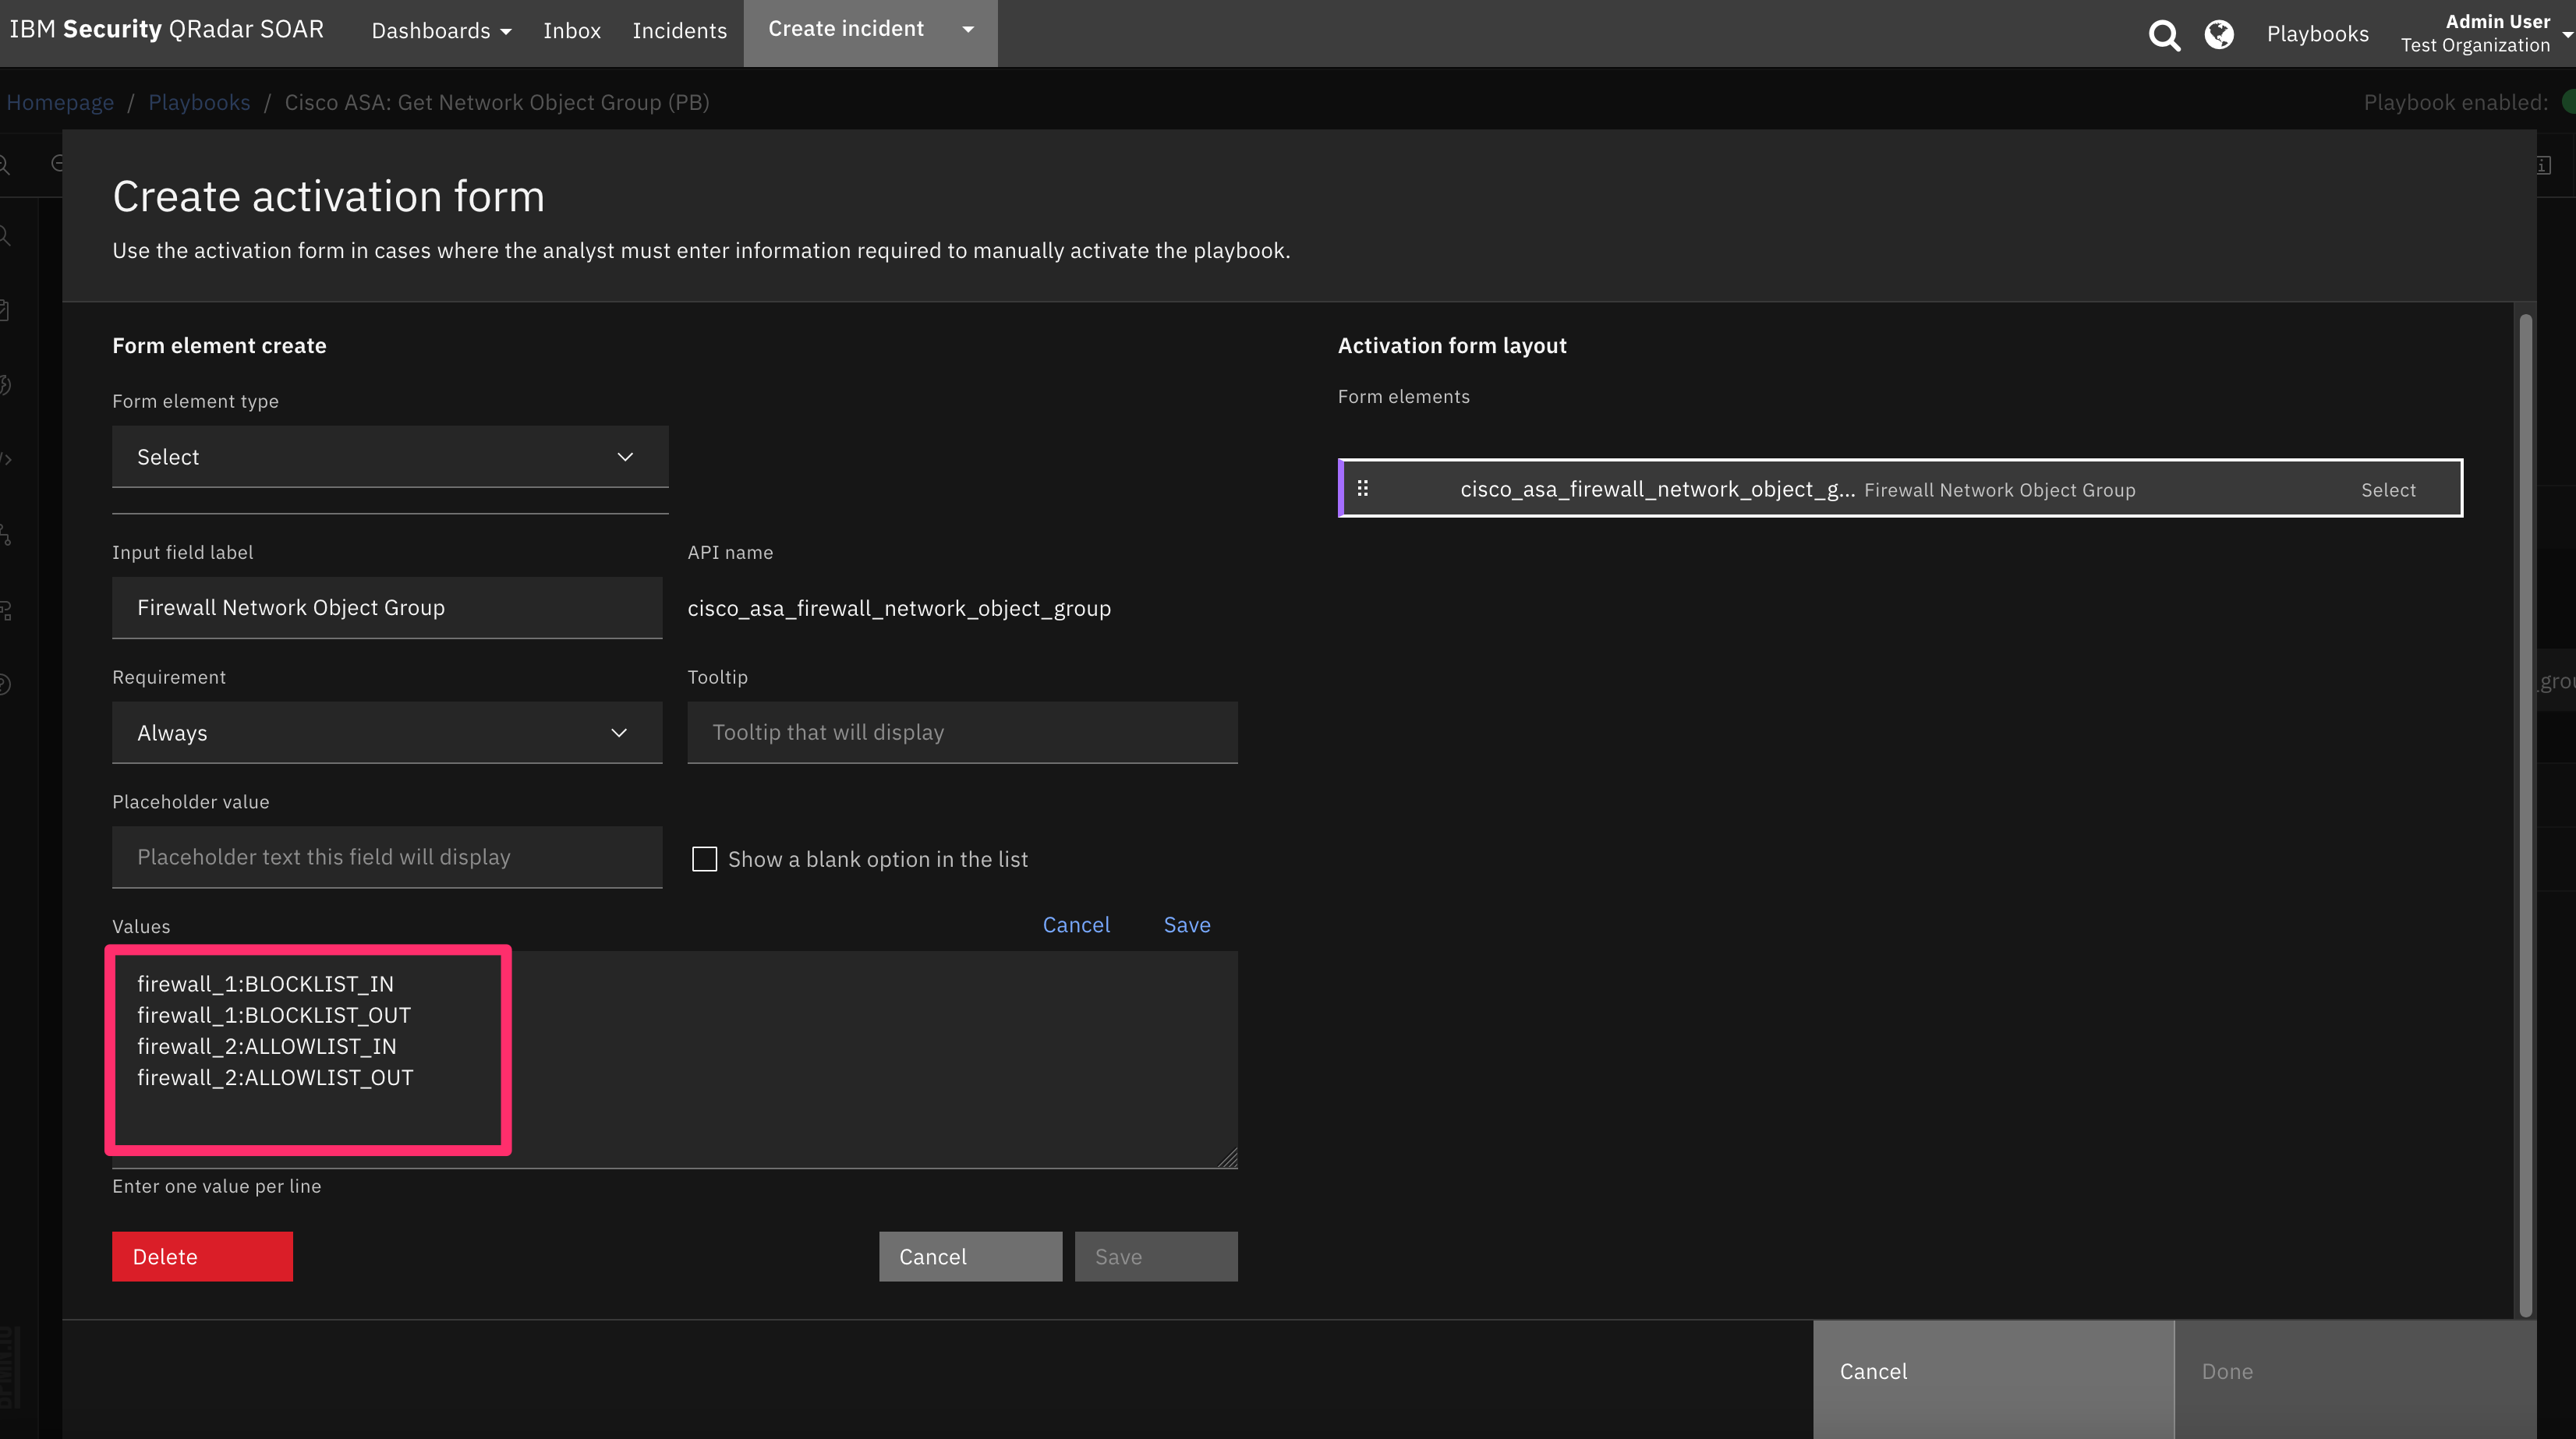 IBM Security QRadar SOAR
Dashboards
Inbox
Incidents
Create incident
Playbooks
Admin User
Test Organization
Homepage / Playbooks / Cisco ASA: Get Network Object Group (PB)
Playbook enabled:
Create activation form
Use the activation form in cases where the analyst must enter information required to manually activate the playbook.
Form element create
Form element type
Select
Input field label
Firewall Network Object Group
API name
cisco_asa_firewall_network_object_group
Requirement
Always
Tooltip
Tooltip that will display
Placeholder value
Placeholder text this field will display
Show a blank option in the list
Values
Cancel
Save
firewall_1:BLOCKLIST_IN
firewall_1:BLOCKLIST_OUT
firewall_2:ALLOWLIST_IN
firewall_2:ALLOWLIST_OUT
Enter one value per line
Delete
Cancel
Save
Activation form layout
Form elements
cisco_asa_firewall_network_object_g... Firewall Network Object Group Select
Cancel
Done